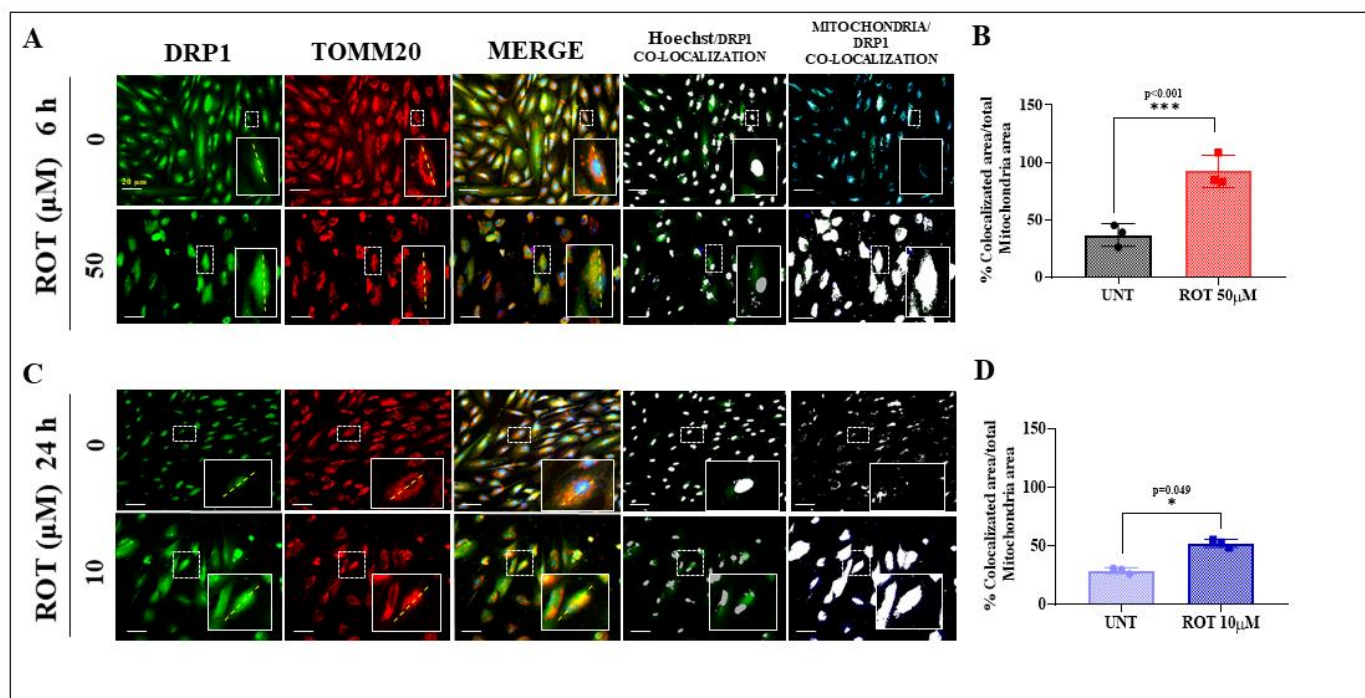 A
DRP1
TOMM20
MERGE
Hoechst/DRP1
CO-LOCALIZATION
MITOCHONDRIA/
DRP1
CO-LOCALIZATION
ROT (µM) 6 h
0
20 µm
50
B
% Colocalizated area/total
Mitochondria area
150
100
50
0
p<0.001
***
UNT
ROT 50µM
C
ROT (µM) 24 h
0
10
D
% Colocalizated area/total
Mitochondria area
150
100
50
0
p=0.049
*
UNT
ROT 10µM